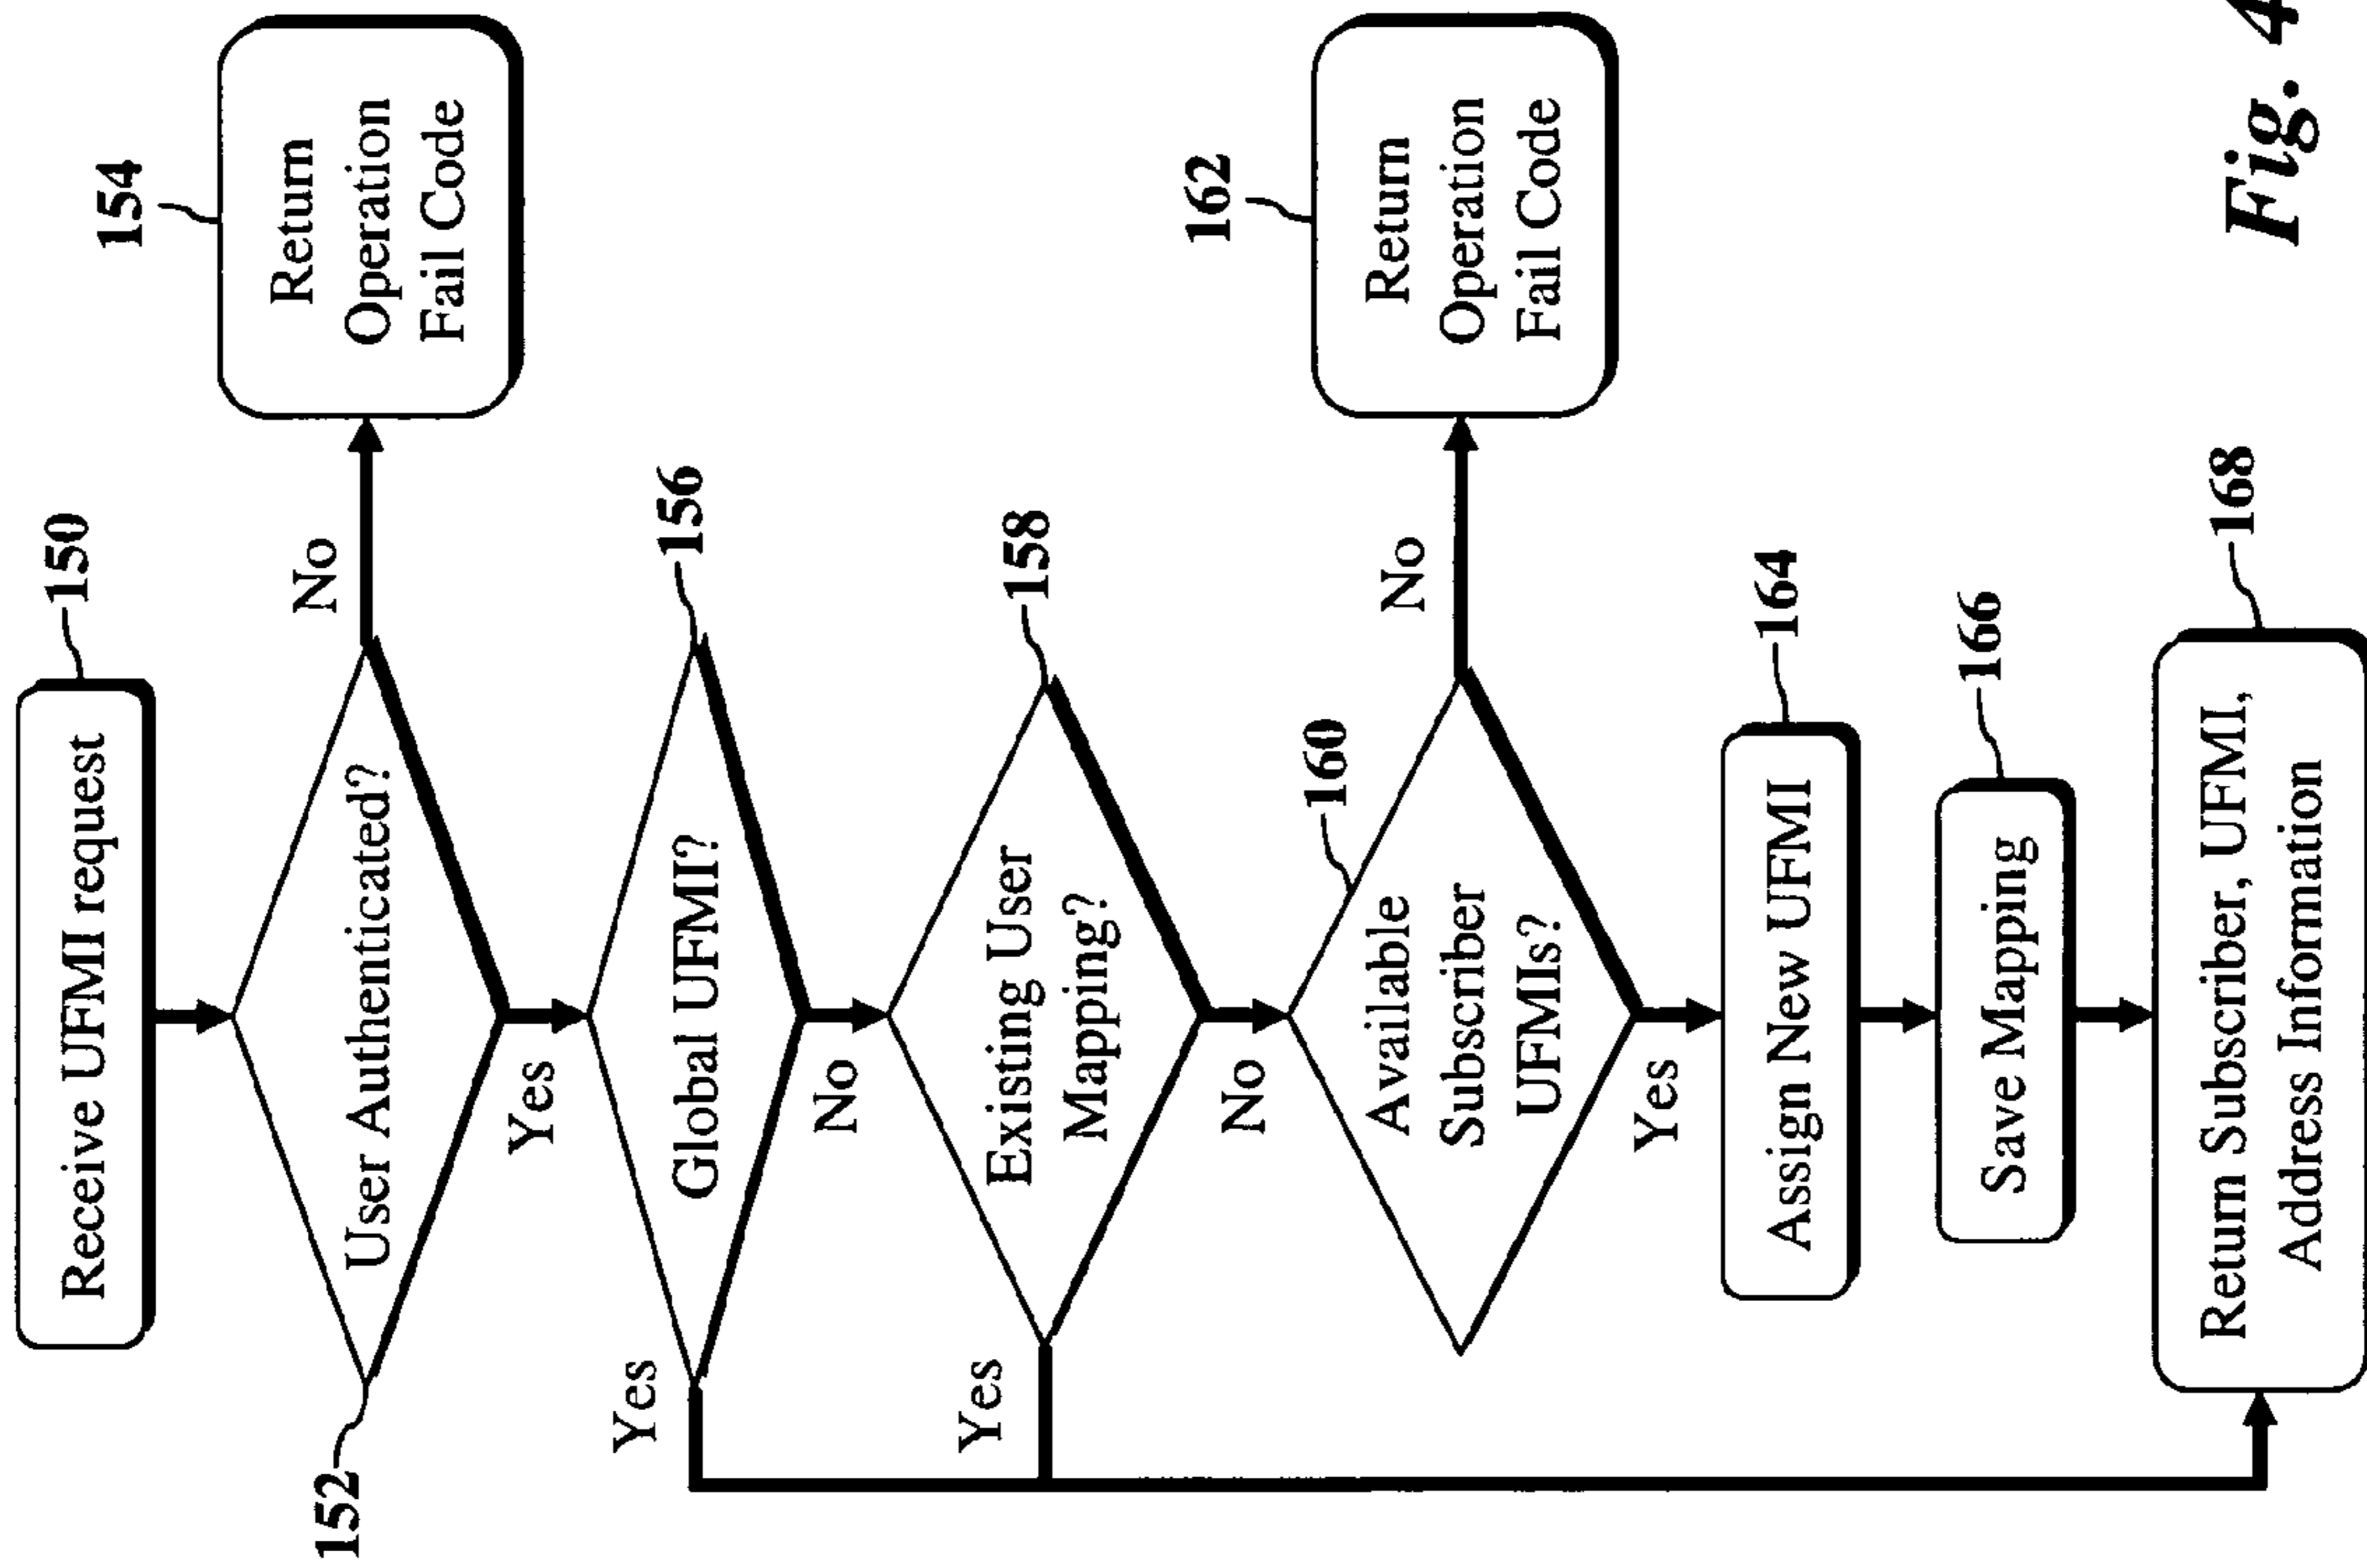 150
Receive UFMI request
152
User Authenticated?
No
154
Return
Operation
Fail Code
Yes
156
Global UFMI?
Yes
No
158
Existing User
Mapping?
Yes
No
160
Available
Subscriber
UFMIs?
No
162
Return
Operation
Fail Code
Yes
164
Assign New UFMI
166
Save Mapping
168
Return Subscriber, UFMI,
Address Information
Fig. 4